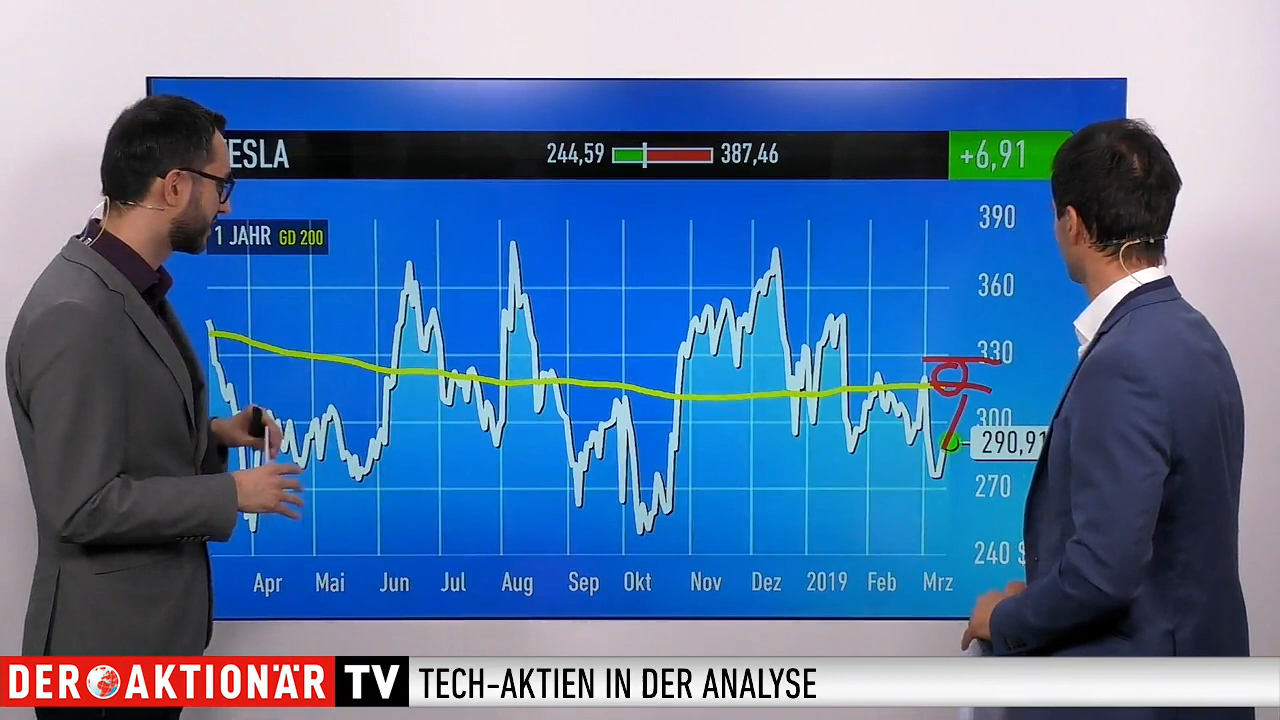 ESLA
244,59 387,46
+6,91
1 JAHR GD 200
390
360
330
300
290,91
270
240 $
Apr Mai Jun Jul Aug Sep Okt Nov Dez 2019 Feb Mrz
DER AKTIONÄR TV TECH-AKTIEN IN DER ANALYSE